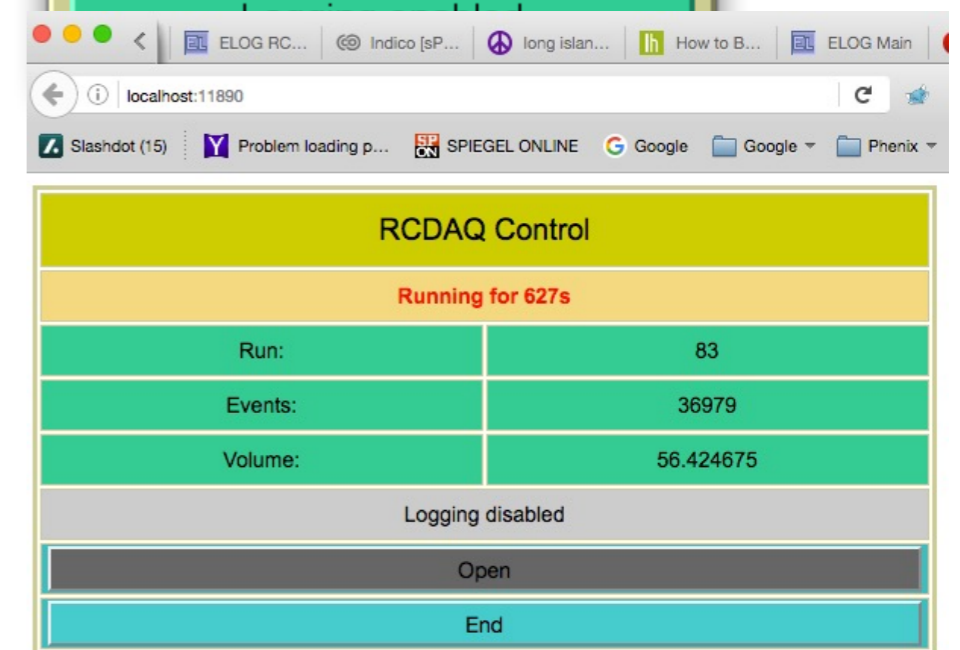 ELOG RC... Indico [sP... long islan... How to B... ELOG Main
localhost:11890
Slashdot (15) Problem loading p... SPIEGEL ONLINE Google Google Phenix
RCDAQ Control
Running for 627s
Run: 83
Events: 36979
Volume: 56.424675
Logging disabled
Open
End